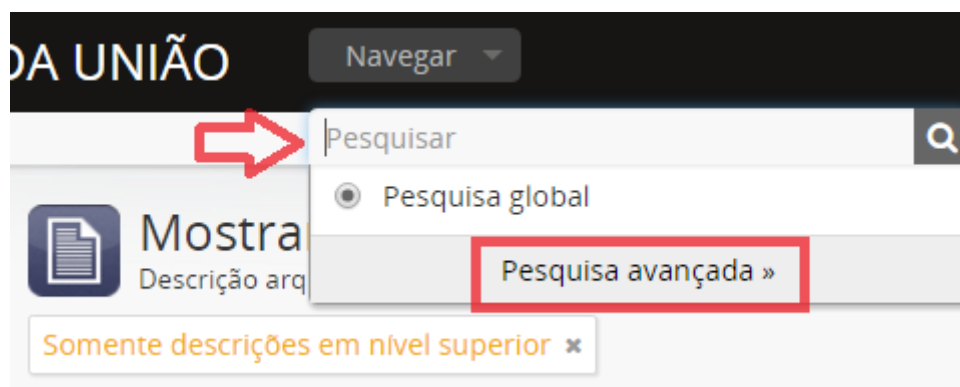 DA UNIÃO
Navegar
Pesquisar
Pesquisa global
Pesquisa avançada »
Mostra
Descrição arq
Somente descrições em nível superior ×